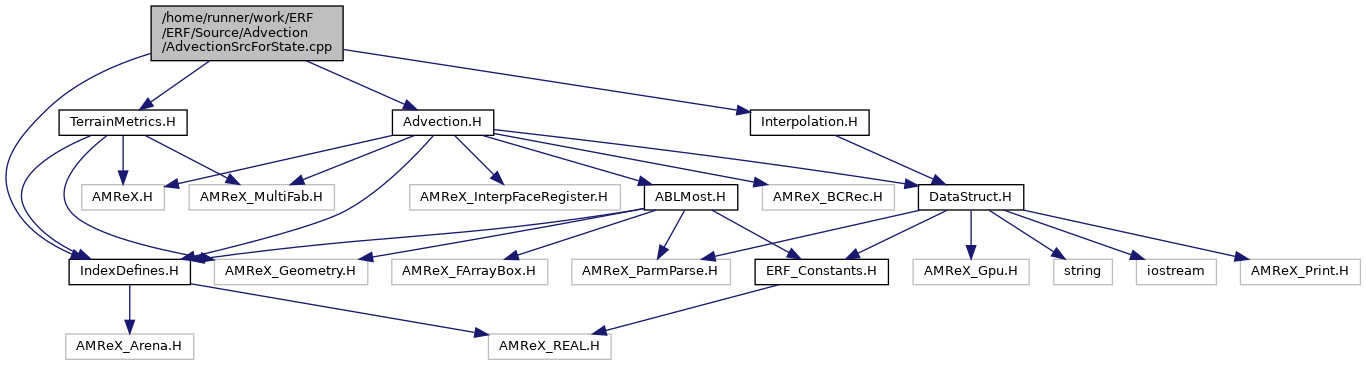 /home/runner/work/ERF
/ERF/Source/Advection
/AdvectionSrcForState.cpp
TerrainMetrics.H
Advection.H
Interpolation.H
AMReX.H
AMReX_MultiFab.H
AMReX_InterpFaceRegister.H
ABLMost.H
AMReX_BCRec.H
DataStruct.H
IndexDefines.H
AMReX_Geometry.H
AMReX_FArrayBox.H
AMReX_ParmParse.H
ERF_Constants.H
AMReX_Gpu.H
string
iostream
AMReX_Print.H
AMReX_Arena.H
AMReX_REAL.H